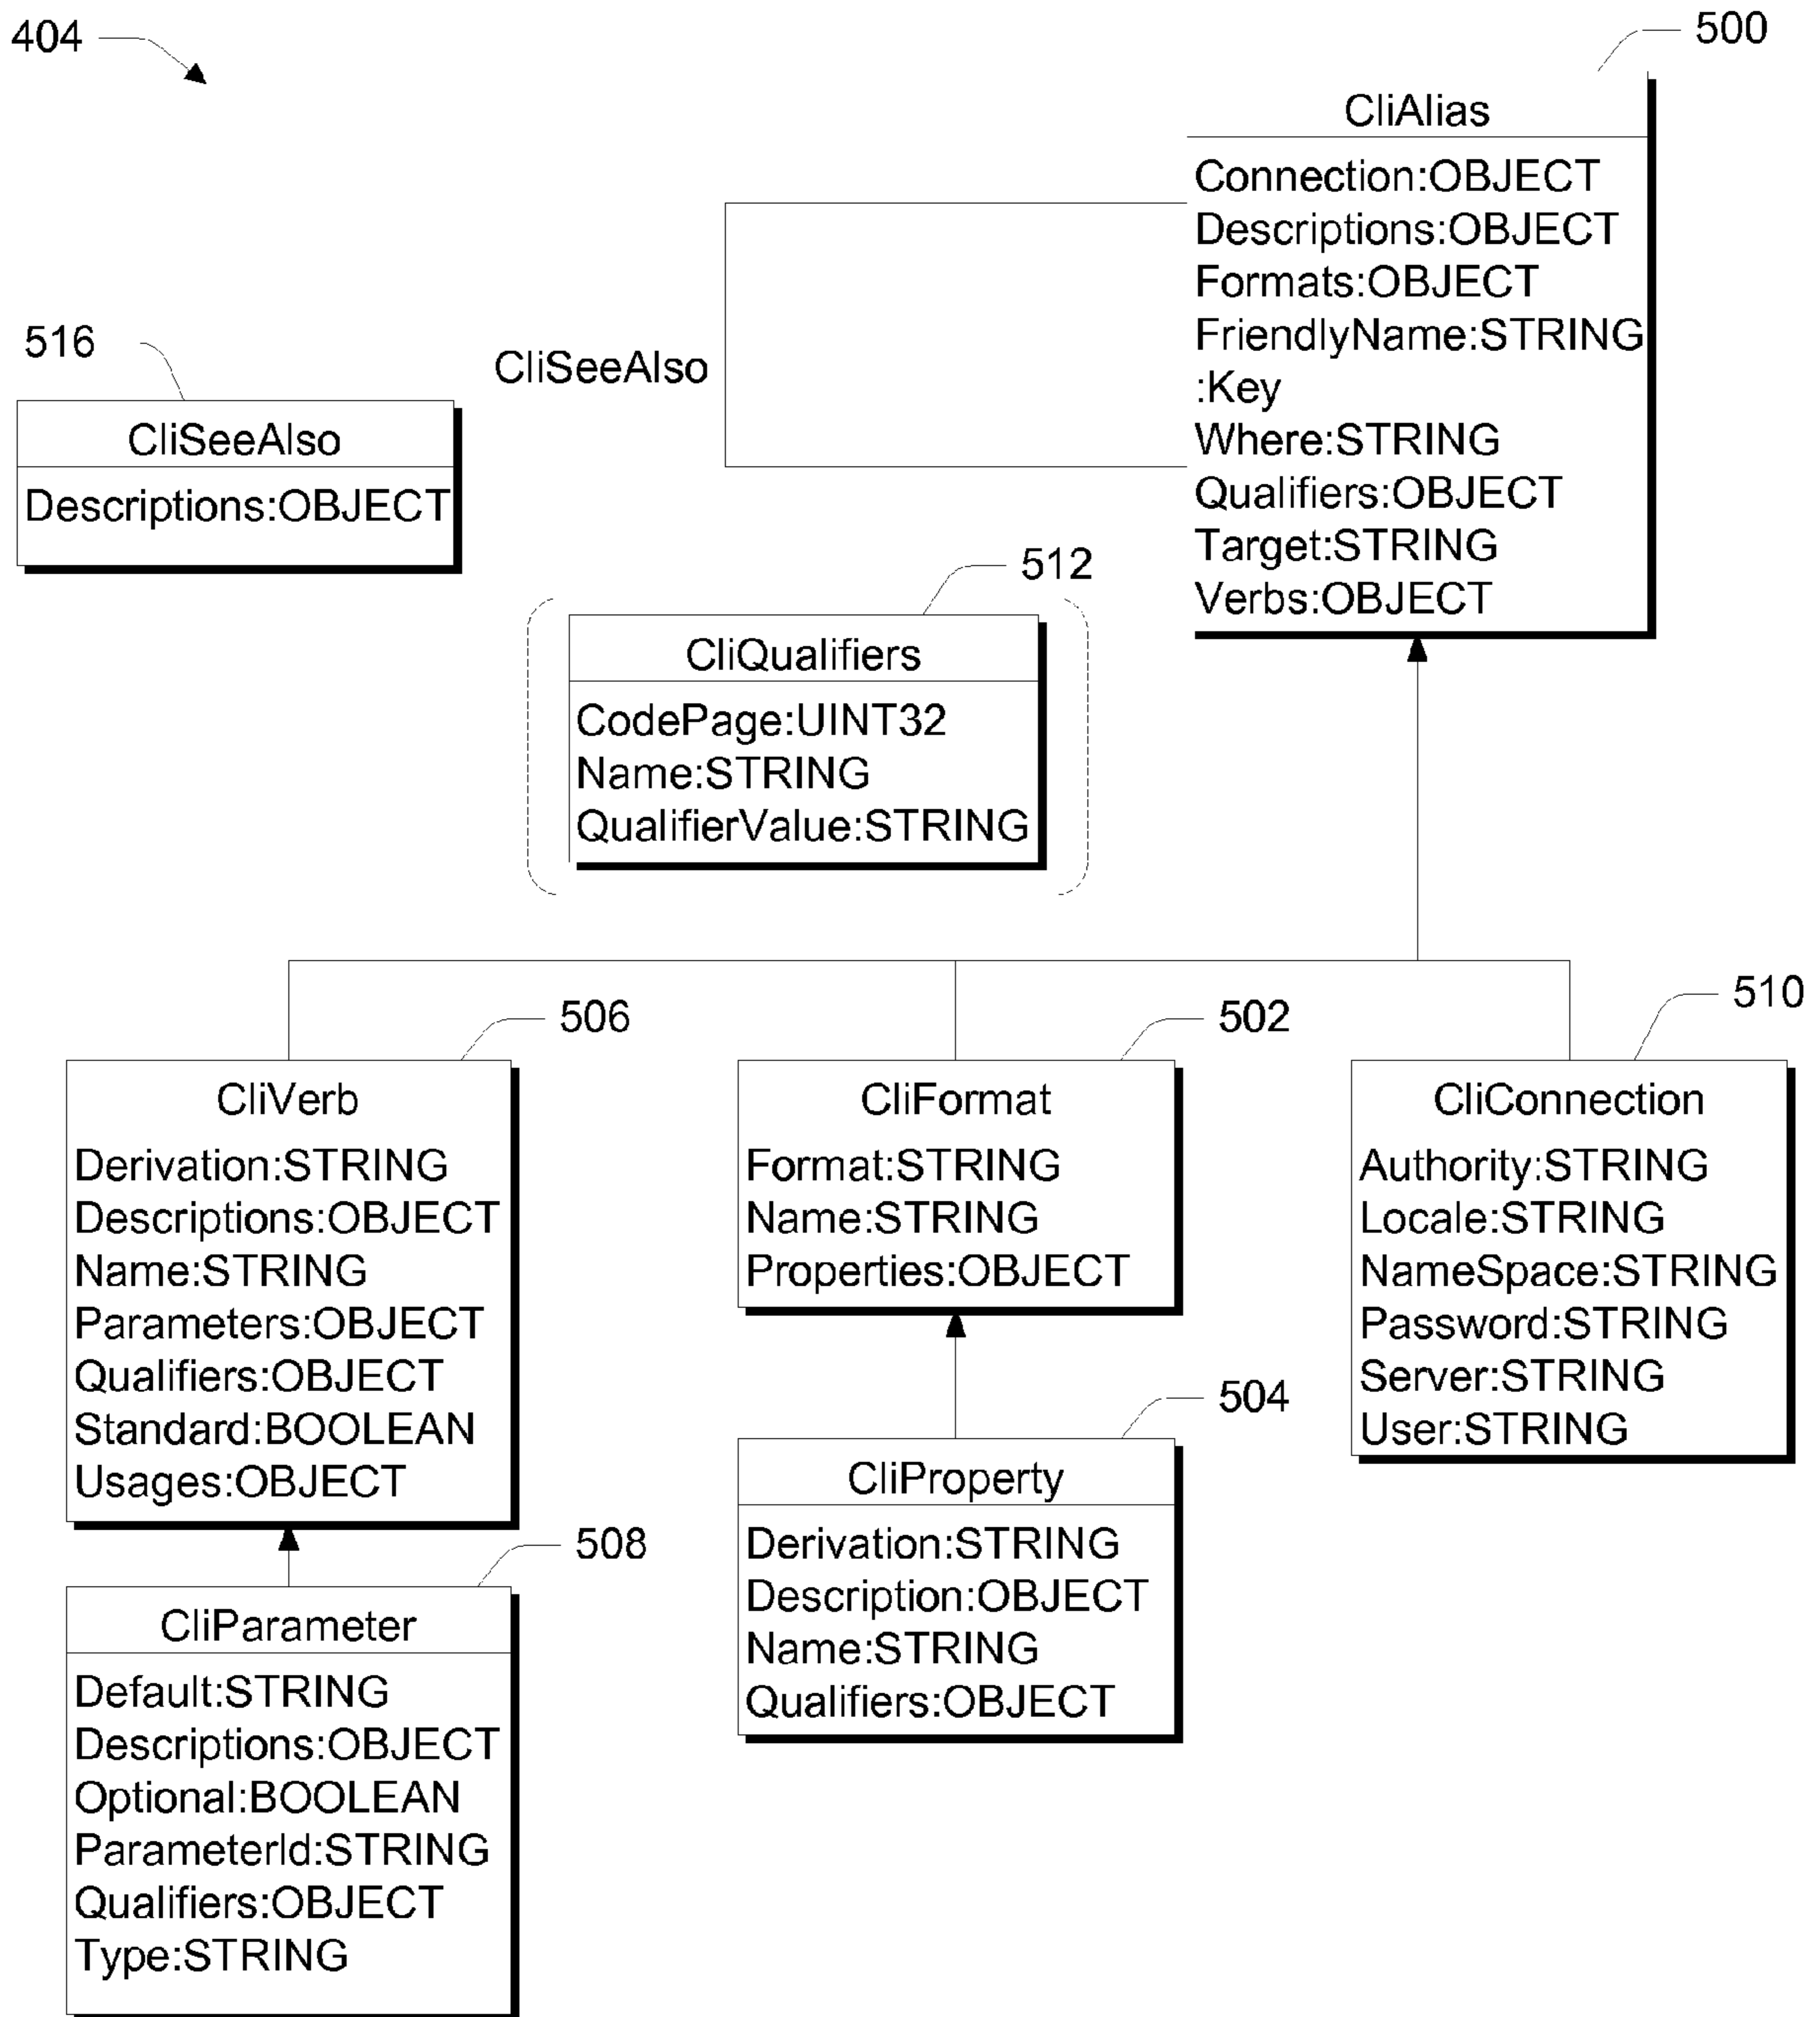 404
500
CliAlias
Connection:OBJECT
Descriptions:OBJECT
Formats:OBJECT
FriendlyName:STRING
:Key
Where:STRING
Qualifiers:OBJECT
Target:STRING
Verbs:OBJECT
CliSeeAlso
516
CliSeeAlso
Descriptions:OBJECT
512
CliQualifiers
CodePage:UINT32
Name:STRING
QualifierValue:STRING
506
CliVerb
Derivation:STRING
Descriptions:OBJECT
Name:STRING
Parameters:OBJECT
Qualifiers:OBJECT
Standard:BOOLEAN
Usages:OBJECT
502
CliFormat
Format:STRING
Name:STRING
Properties:OBJECT
510
CliConnection
Authority:STRING
Locale:STRING
NameSpace:STRING
Password:STRING
Server:STRING
User:STRING
504
CliProperty
Derivation:STRING
Description:OBJECT
Name:STRING
Qualifiers:OBJECT
508
CliParameter
Default:STRING
Descriptions:OBJECT
Optional:BOOLEAN
ParameterId:STRING
Qualifiers:OBJECT
Type:STRING